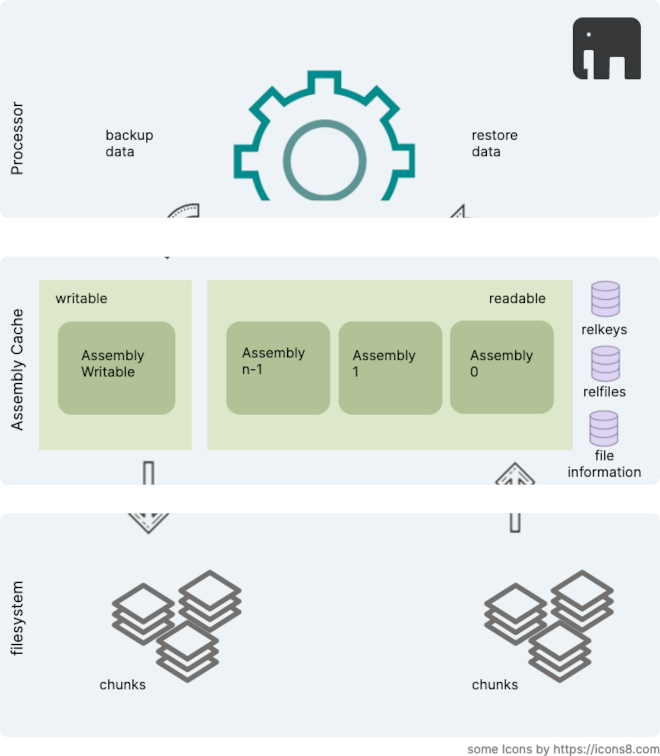 Processor
backup
data
restore
data
Assembly Cache
writable
readable
Assembly
Writable
Assembly
n-1
Assembly
1
Assembly
0
relkeys
relfiles
file
information
filesystem
chunks
chunks
some Icons by https://icons8.com